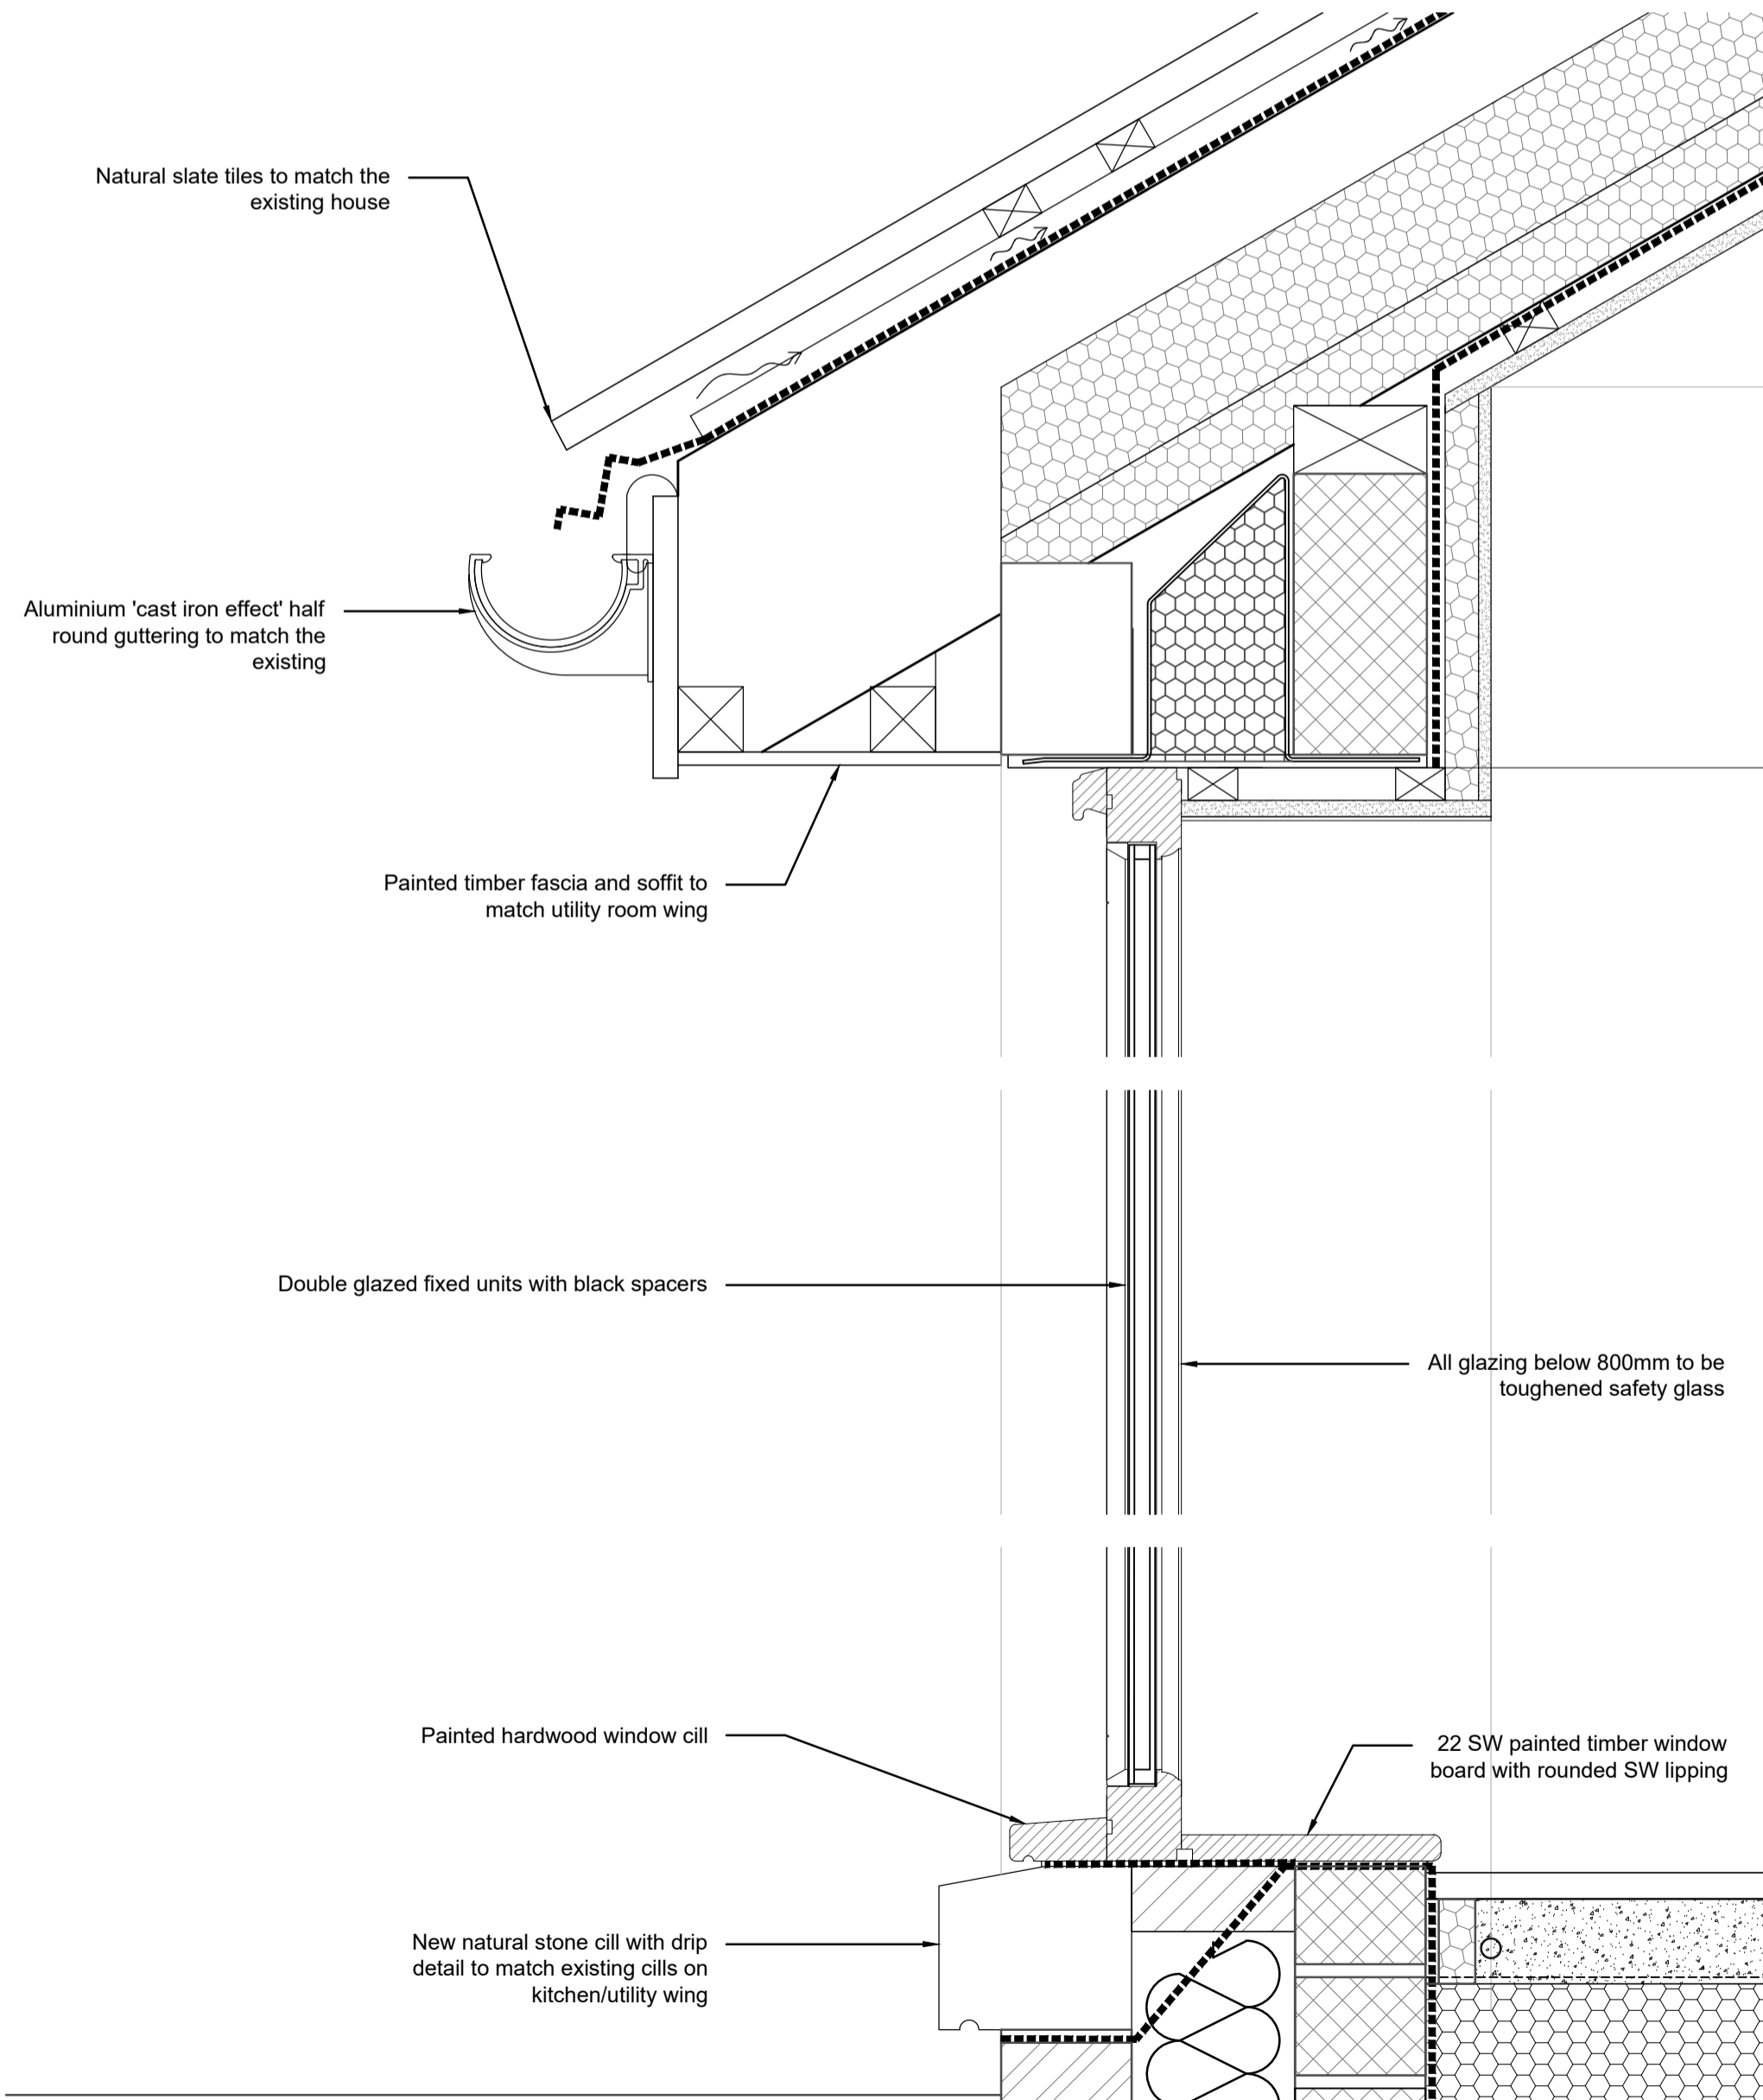 Natural slate tiles to match the
existing house
Aluminium 'cast iron effect' half
round guttering to match the
existing
Painted timber fascia and soffit to
match utility room wing
Double glazed fixed units with black spacers
All glazing below 800mm to be
toughened safety glass
Painted hardwood window cill
22 SW painted timber window
board with rounded SW lipping
New natural stone cill with drip
detail to match existing cills on
kitchen/utility wing